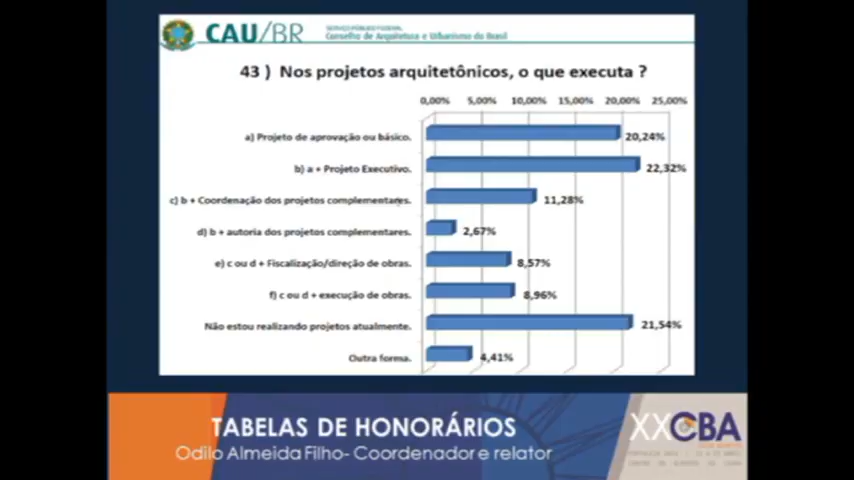 CAU/BR
SERVIÇO PÚBLICO FEDERAL
Conselho de Arquitetura e Urbanismo do Brasil
43 ) Nos projetos arquitetônicos, o que executa ?
0,00% 5,00% 10,00% 15,00% 20,00% 25,00%
a) Projeto de aprovação ou básico. 20,24%
b) a + Projeto Executivo. 22,32%
c) b + Coordenação dos projetos complementares. 11,28%
d) b + autoria dos projetos complementares. 2,67%
e) c ou d + Fiscalização/direção de obras. 8,57%
f) c ou d + execução de obras. 8,96%
Não estou realizando projetos atualmente. 21,54%
Outra forma. 4,41%
TABELAS DE HONORÁRIOS
Odilo Almeida Filho- Coordenador e relator
XXCBA